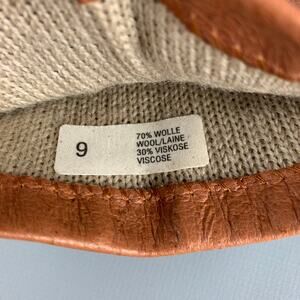 9
70% WOLLE
WOOL/LAINE
30% VISKOSE
VISCOSE